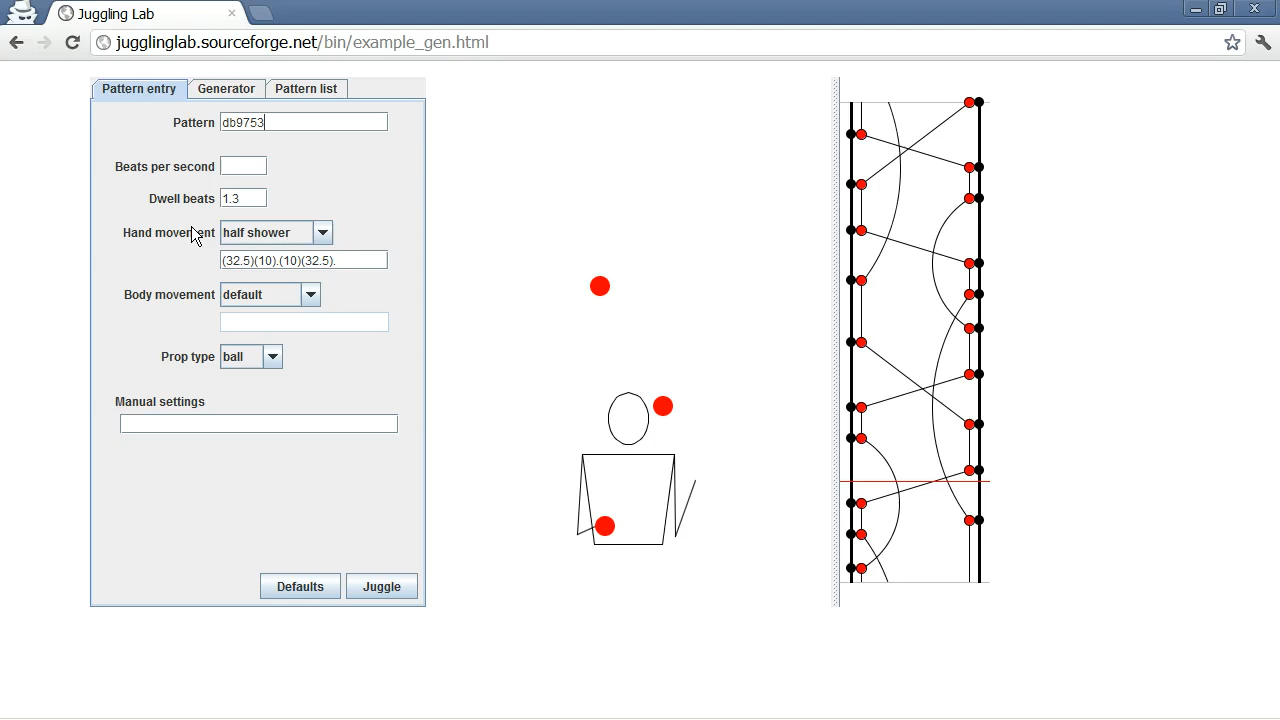 Juggling Lab
jugglinglab.sourceforge.net/bin/example_gen.html
Pattern entry Generator Pattern list
Pattern db9753
Beats per second
Dwell beats 1.3
Hand movement half shower
(32.5)(10).(10)(32.5).
Body movement default
Prop type ball
Manual settings
Defaults Juggle